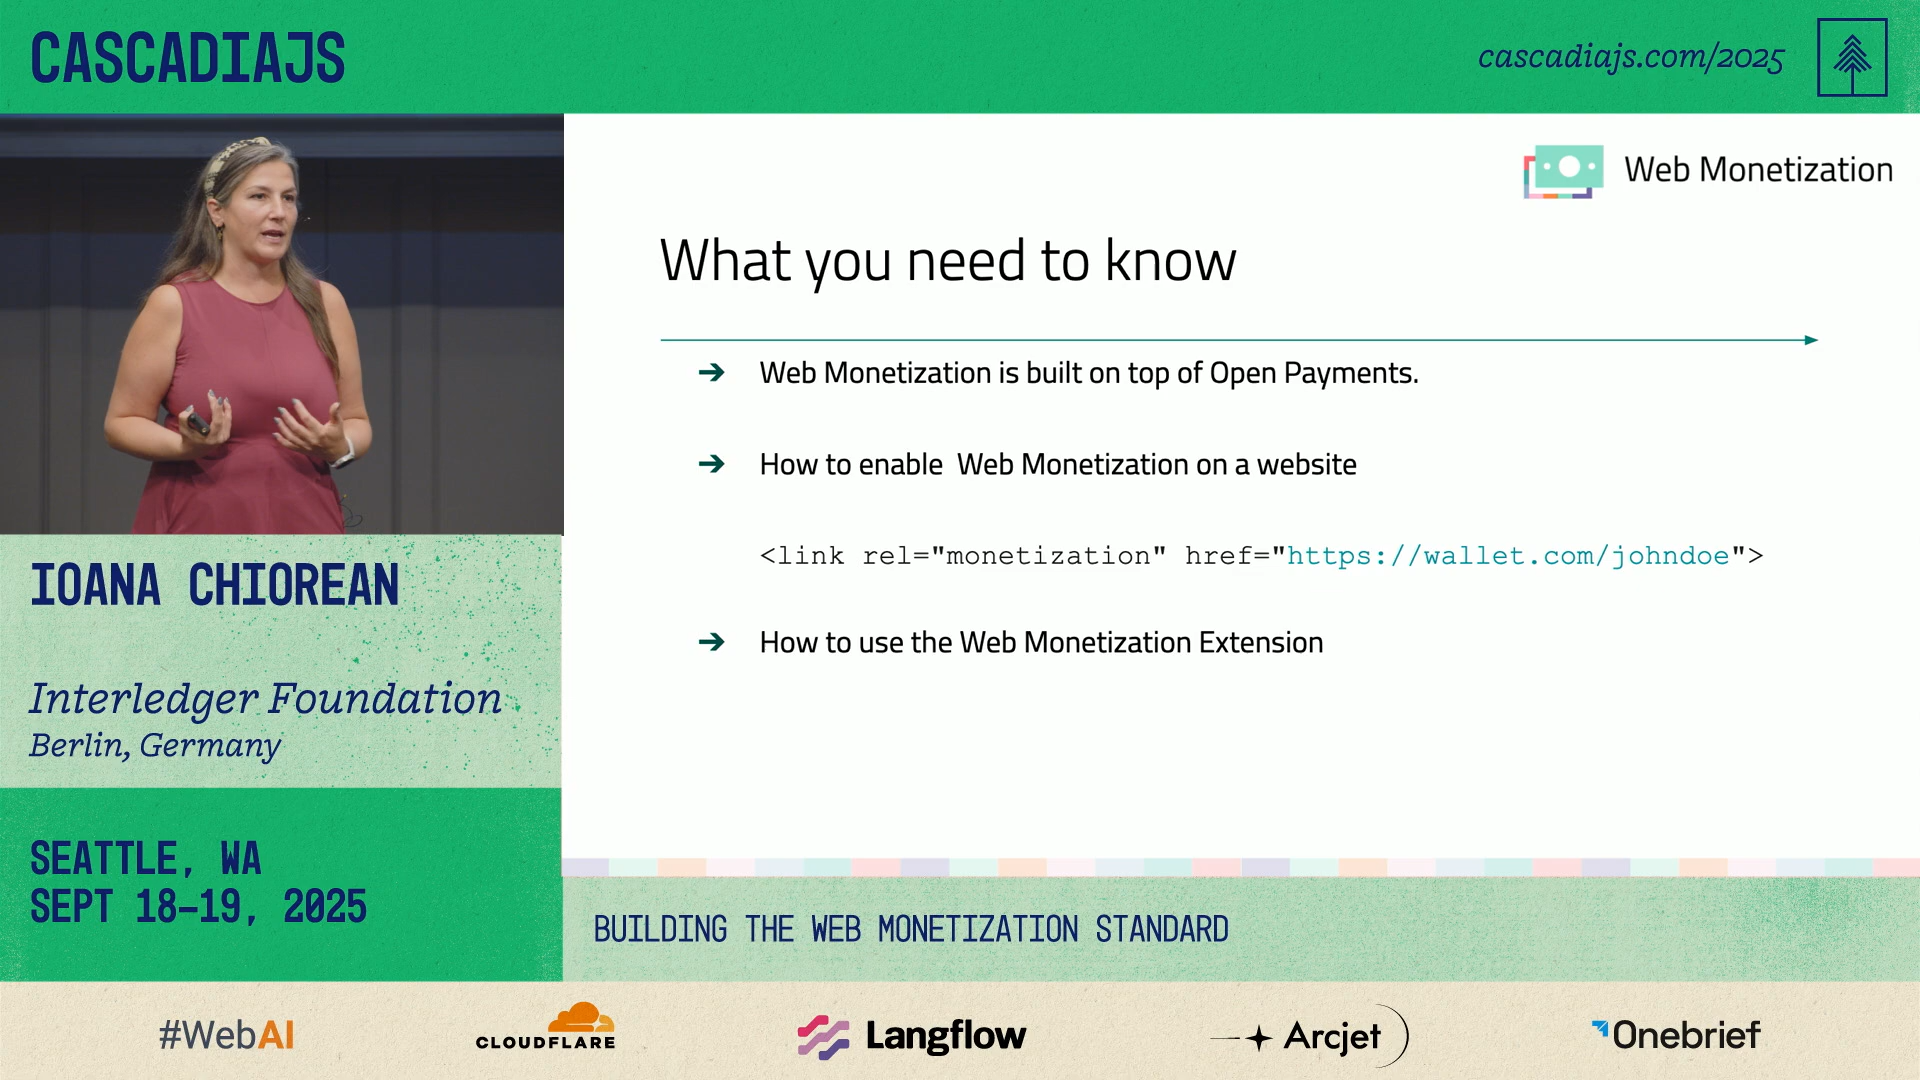 CASCADIAJS
cascadiajs.com/2025
Web Monetization
What you need to know
➔ Web Monetization is built on top of Open Payments.
➔ How to enable  Web Monetization on a website
<link rel="monetization" href="https://wallet.com/johndoe">
➔ How to use the Web Monetization Extension
IOANA CHIOREAN
Interledger Foundation
Berlin, Germany
SEATTLE, WA
SEPT 18–19, 2025
BUILDING THE WEB MONETIZATION STANDARD
#WebAI
CLOUDFLARE
Langflow
Arcjet
Onebrief